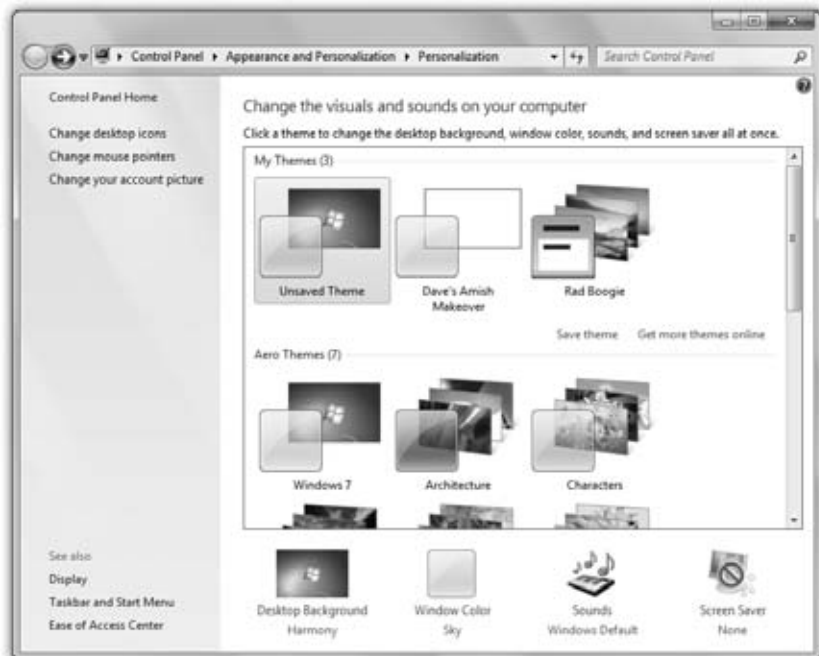 Control Panel ▸ Appearance and Personalization ▸ Personalization
Search Control Panel
Control Panel Home
Change desktop icons
Change mouse pointers
Change your account picture
See also
Display
Taskbar and Start Menu
Ease of Access Center
Change the visuals and sounds on your computer
Click a theme to change the desktop background, window color, sounds, and screen saver all at once.
My Themes (3)
Unsaved Theme
Dave's Amish
Makeover
Rad Boogie
Save theme Get more themes online
Aero Themes (7)
Windows 7
Architecture
Characters
Desktop Background
Harmony
Window Color
Sky
Sounds
Windows Default
Screen Saver
None